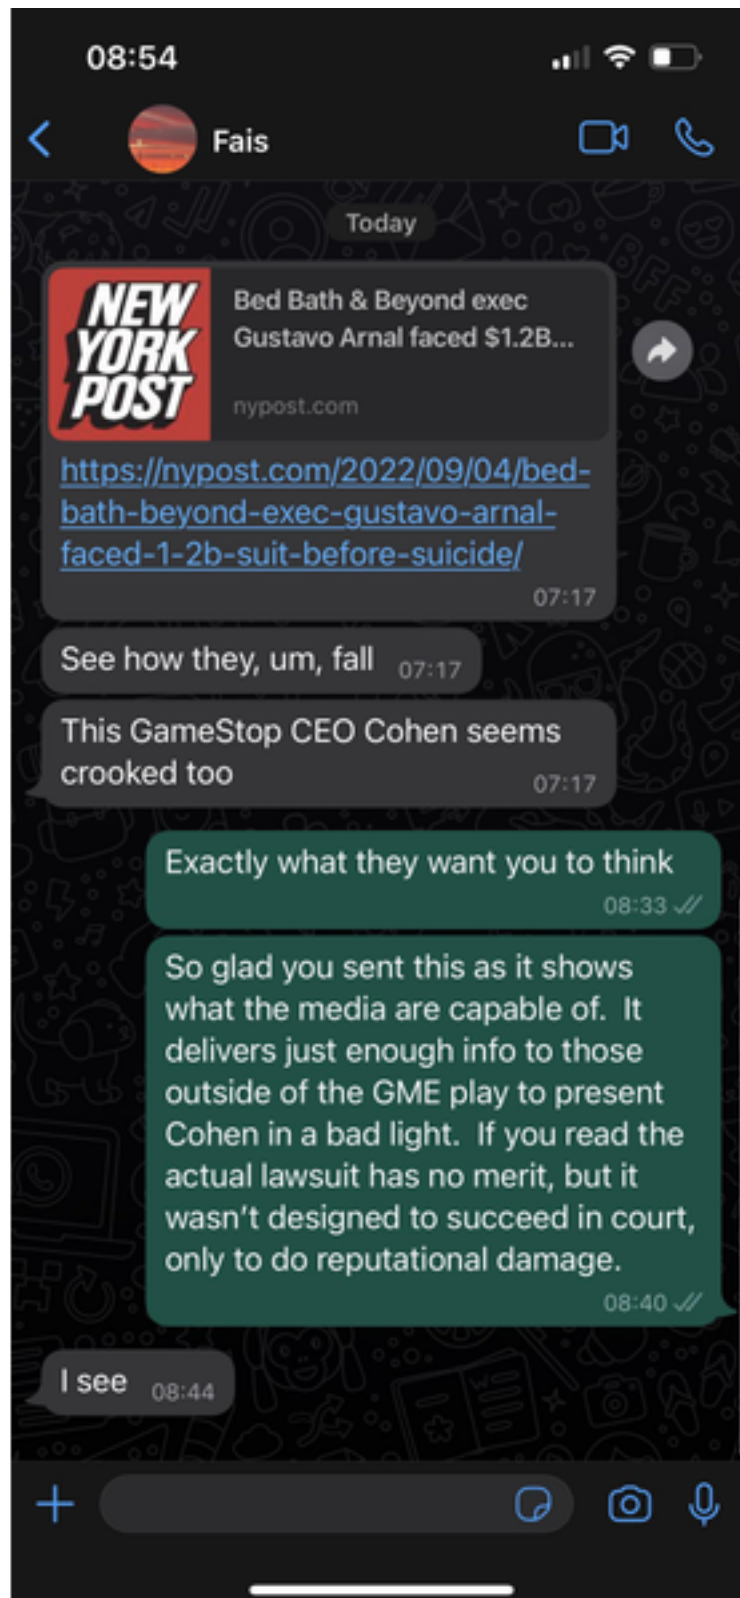 08:54
Fais
Today
NEW
YORK
POST
Bed Bath & Beyond exec
Gustavo Arnal faced $1.2B...
nypost.com
https://nypost.com/2022/09/04/bed-
bath-beyond-exec-gustavo-arnal-
faced-1-2b-suit-before-suicide/
07:17
See how they, um, fall 07:17
This GameStop CEO Cohen seems
crooked too
07:17
Exactly what they want you to think
08:33
So glad you sent this as it shows
what the media are capable of. It
delivers just enough info to those
outside of the GME play to present
Cohen in a bad light. If you read the
actual lawsuit has no merit, but it
wasn’t designed to succeed in court,
only to do reputational damage.
08:40
I see 08:44